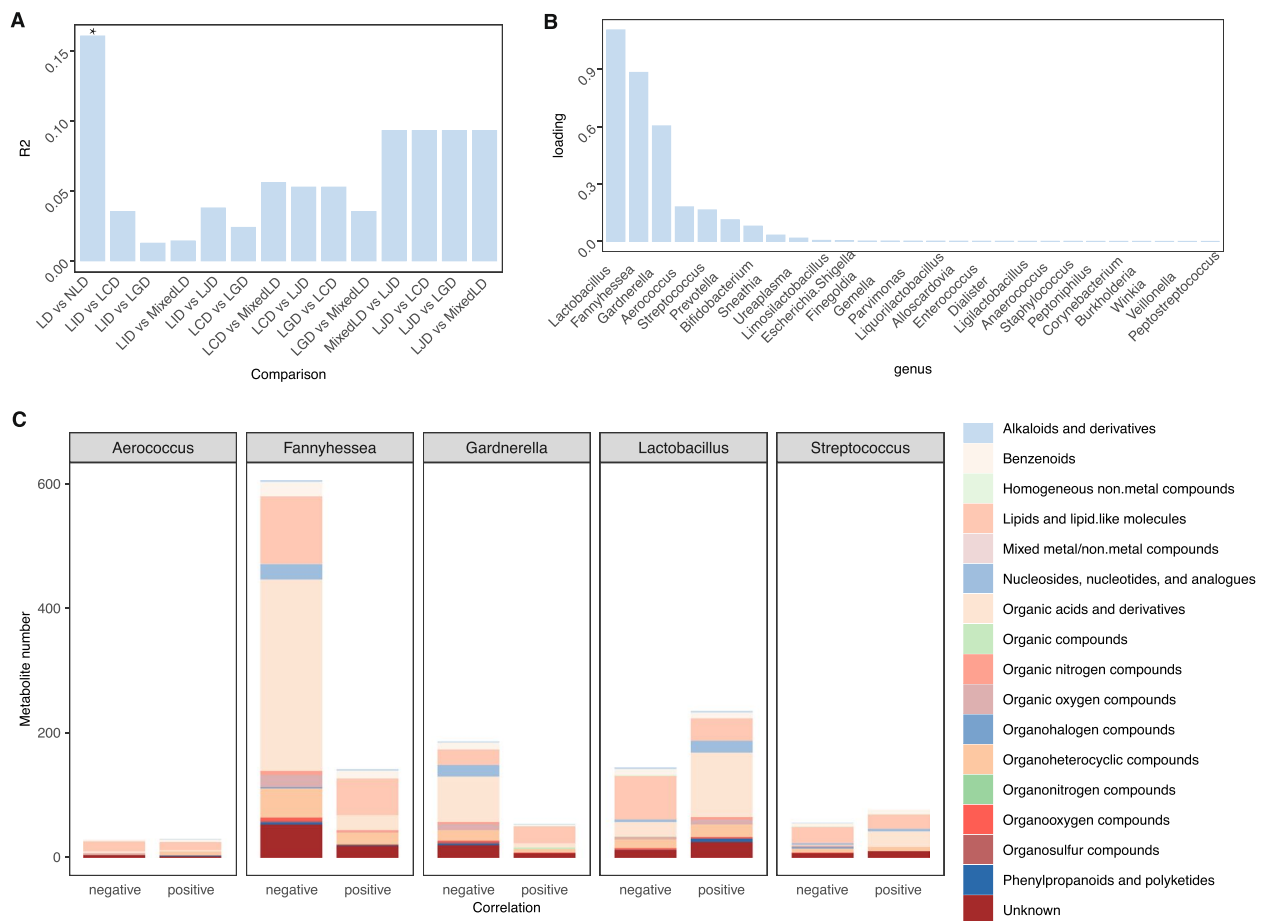 A
*
R2
0.15
0.10
0.05
0.00
LD vs NLD
LID vs LCD
LID vs LGD
LID vs MixedLD
LID vs LJD
LCD vs LGD
LCD vs MixedLD
LCD vs LJD
LGD vs LCD
LGD vs MixedLD
MixedLD vs LJD
LJD vs LCD
LJD vs LGD
LJD vs MixedLD
Comparison
B
loading
0.9
0.6
0.3
0.0
Lactobacillus
Fannyhessea
Gardnerella
Aerococcus
Streptococcus
Prevotella
Bifidobacterium
Sneathia
Ureaplasma
Limosilactobacillus
Escherichia.Shigella
Finegoldia
Gemella
Parvimonas
Liquorilactobacillus
Alloscardovia
Enterococcus
Dialister
Ligilactobacillus
Anaerococcus
Staphylococcus
Peptoniphilus
Corynebacterium
Burkholderia
Winkia
Veillonella
Peptostreptococcus
genus
C
Metabolite number
600
400
200
0
Aerococcus
Fannyhessea
Gardnerella
Lactobacillus
Streptococcus
negative positive
negative positive
negative positive
negative positive
negative positive
Correlation
Alkaloids and derivatives
Benzenoids
Homogeneous non.metal compounds
Lipids and lipid.like molecules
Mixed metal/non.metal compounds
Nucleosides, nucleotides, and analogues
Organic acids and derivatives
Organic compounds
Organic nitrogen compounds
Organic oxygen compounds
Organohalogen compounds
Organoheterocyclic compounds
Organonitrogen compounds
Organooxygen compounds
Organosulfur compounds
Phenylpropanoids and polyketides
Unknown